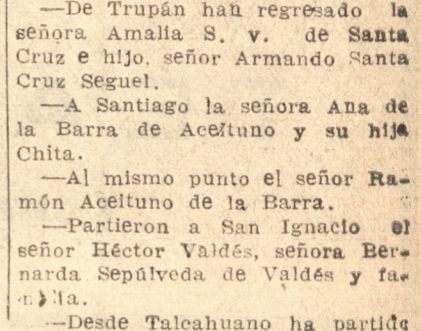 —De Trupán han regresado la
señora Amalia S. v. de Santa
Cruz e hijo, señor Armando Santa
Cruz Seguel.
—A Santiago la señora Ana de
la Barra de Aceituno y su hija
Chita.
—Al mismo punto el señor Ra-
món Aceituno de la Barra.
—Partieron a San Ignacio el
señor Héctor Valdés, señora Ber-
narda Sepúlveda de Valdés y fa-
milia.
—Desde Talcahuano ha partido